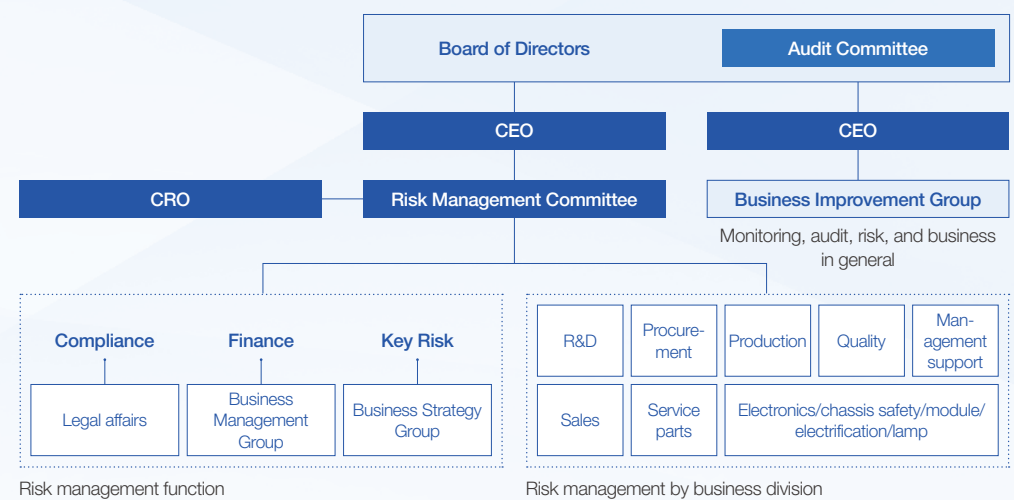 Board of Directors
Audit Committee
CEO
CEO
CRO
Risk Management Committee
Business Improvement Group
Monitoring, audit, risk, and business
in general
Compliance
Finance
Key Risk
Legal affairs
Business
Management
Group
Business Strategy
Group
R&D
Procure-
ment
Production
Quality
Man-
agement
support
Sales
Service
parts
Electronics/chassis safety/module/
electrification/lamp
Risk management function
Risk management by business division